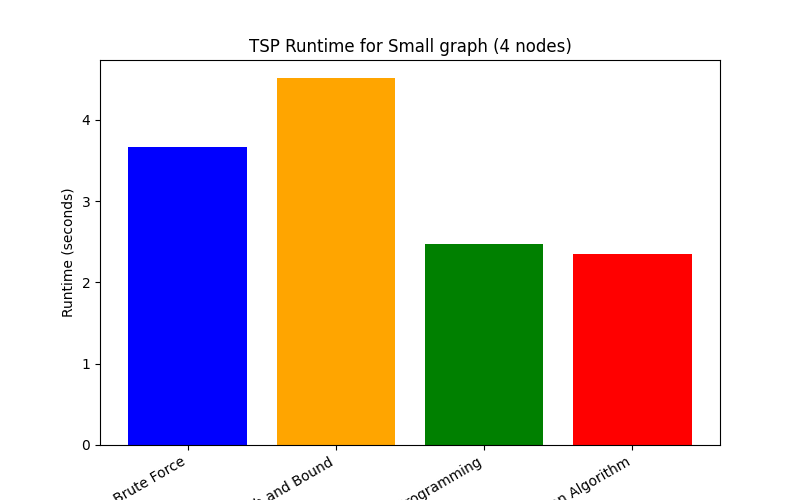 TSP Runtime for Small graph (4 nodes)
Runtime (seconds)
4
3
2
1
0
Brute Force
and Bound
Algorithm